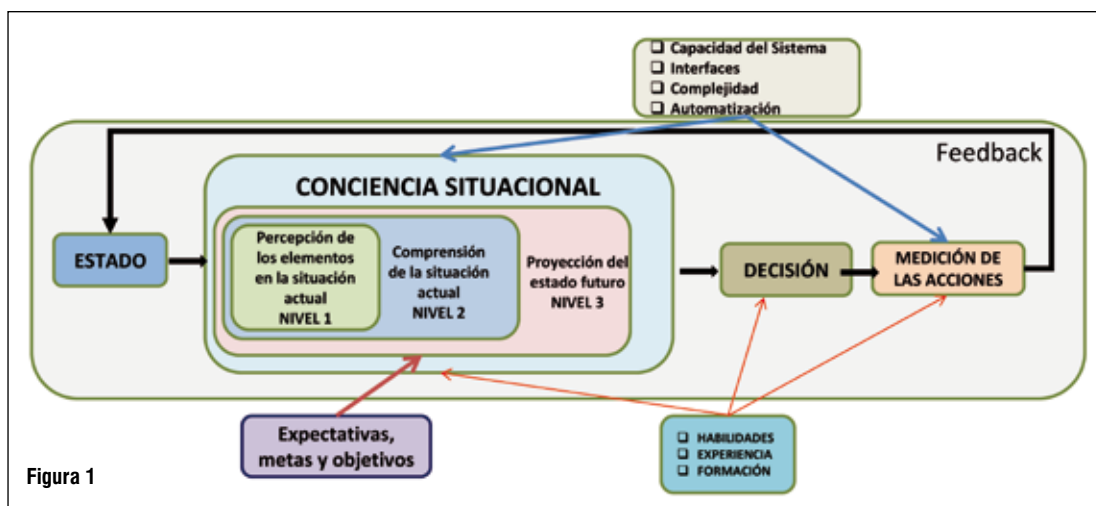 ❑ Capacidad del Sistema
❑ Interfaces
❑ Complejidad
❑ Automatización
Feedback
CONCIENCIA SITUACIONAL
ESTADO
Percepción de
los elementos
en la situación
actual
NIVEL 1
Comprensión
de la situación
actual
NIVEL 2
Proyección del
estado futuro
NIVEL 3
DECISIÓN
MEDICIÓN DE
LAS ACCIONES
Expectativas,
metas y objetivos
❑ HABILIDADES
❑ EXPERIENCIA
❑ FORMACIÓN
Figura 1